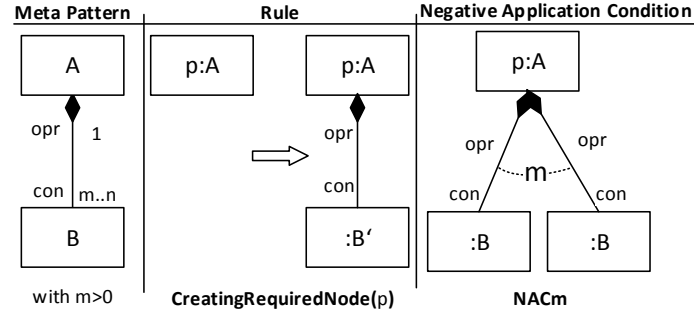 Meta Pattern Rule Negative Application Condition
A p:A p:A p:A
opr 1 opr opr opr
m
con m..n con con con
B :B‘ :B :B
with m>0 CreatingRequiredNode(p) NACm